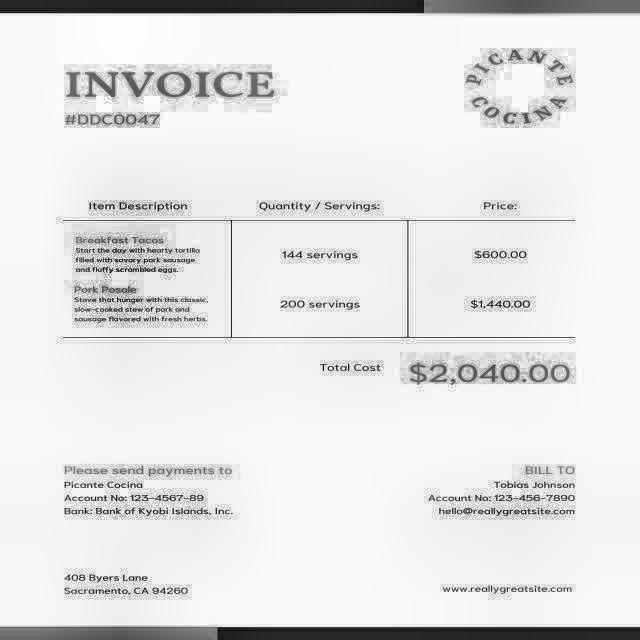 INVOICE
#DDC0047
PICANTE COCINA
Item Description Quantity / Servings: Price:
Breakfast Tacos
Start the day with hearty tortilla
filled with savory pork sausage
and fluffy scrambled eggs.
144 servings $600.00
Pork Posole
Stave that hunger with this classic,
slow-cooked stew of pork and
sausage flavored with fresh herbs.
200 servings $1,440.00
Total Cost $2,040.00
Please send payments to
Picante Cocina
Account No: 123-4567-89
Bank: Bank of Kyobi Islands, Inc.
BILL TO
Tobias Johnson
Account No: 123-456-7890
hello@reallygreatsite.com
408 Byers Lane
Sacramento, CA 94260
www.reallygreatsite.com